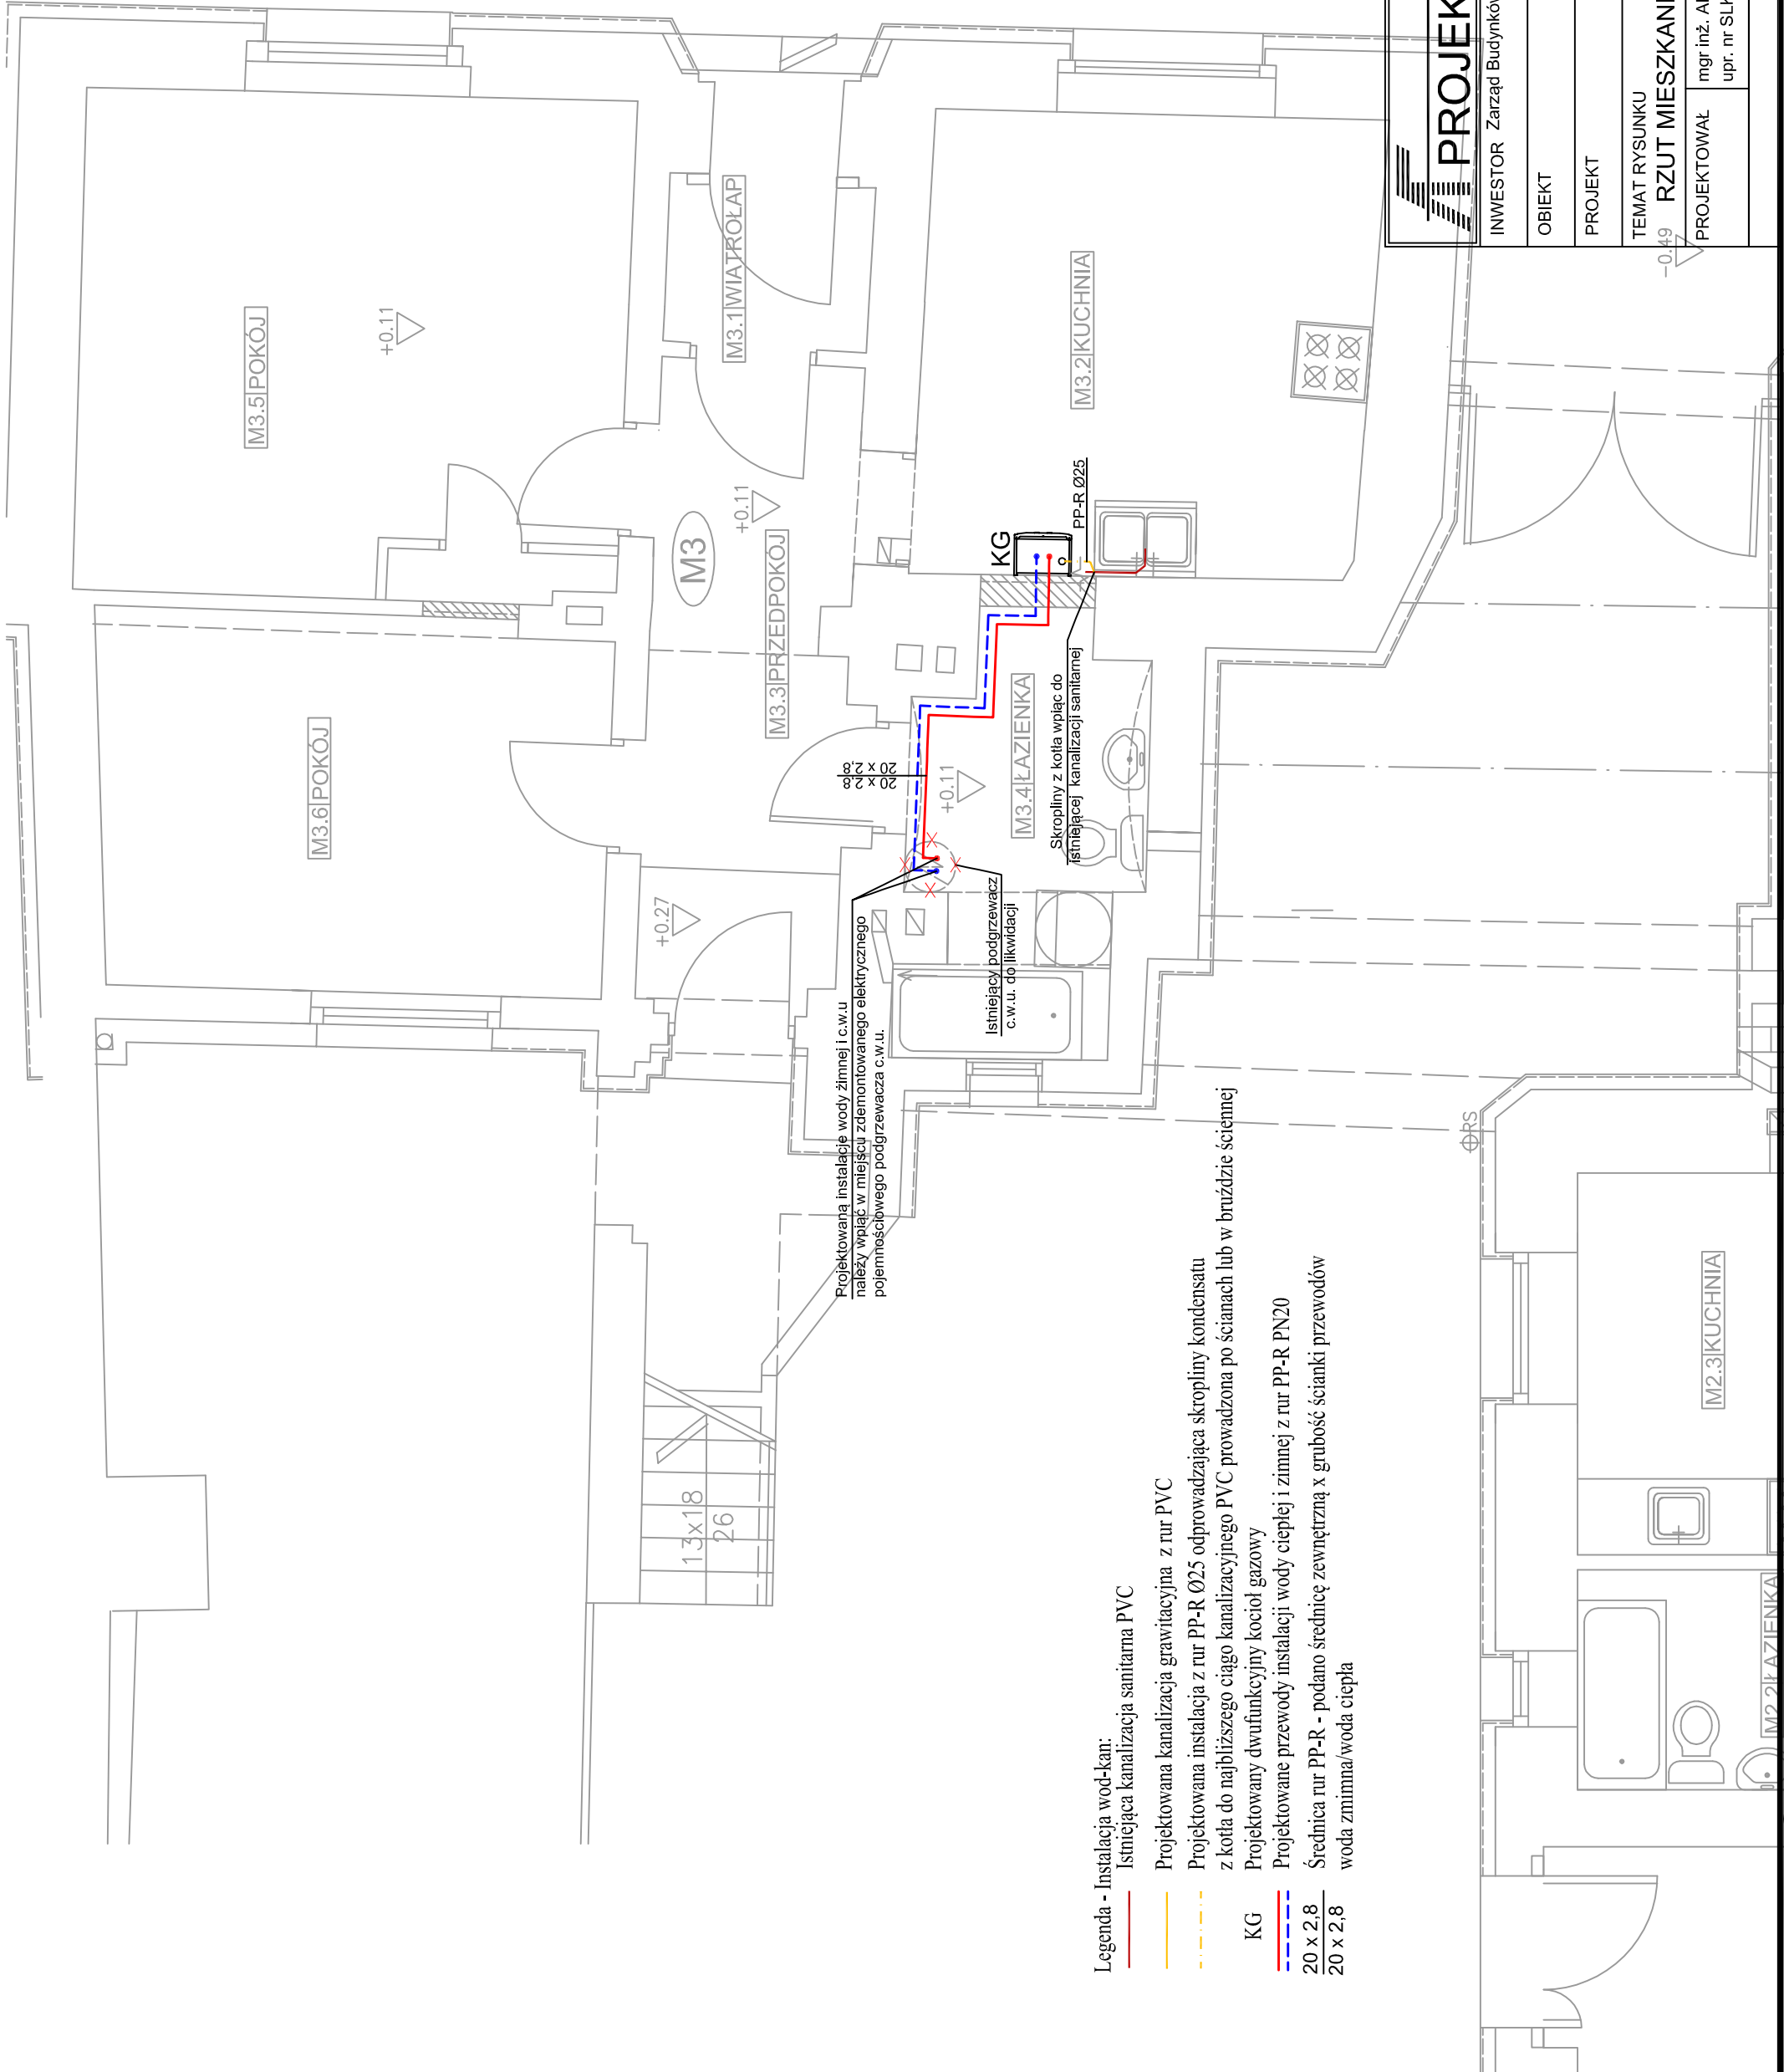 M3.5 POKÓJ
+0.11
M3.6 POKÓJ
M3.1 WIATROŁAP
M3
+0.11
M3.3 PRZEDPOKÓJ
+0.27
M3.2 KUCHNIA
KG
PP-R Ø25
20 x 2,8
20 x 2,8
+0.11
M3.4 ŁAZIENKA
Skropliny z kotła wpiąc do
istniejącej kanalizacji sanitarnej
Istniejący podgrzewacz
c.w.u. do likwidacji
Projektowaną instalacje wody zimnej i c.w.u
należy wpiąć w miejscu zdemontowanego elektrycznego
pojemnościowego podgrzewacza c.w.u.
13x18
26
RS
-0.49
M2.3 KUCHNIA
M2.2 ŁAZIENKA
Legenda - Instalacja wod-kan:
Istniejąca kanalizacja sanitarna PVC
Projektowana kanalizacja grawitacyjna z rur PVC
Projektowana instalacja z rur PP-R Ø25 odprowadzająca skropliny kondensatu
z kotła do najbliższego ciągo kanalizacyjnego PVC prowadzona po ścianach lub w bruździe ściennej
KG Projektowany dwufunkcyjny kocioł gazowy
Projektowane przewody instalacji wody ciepłej i zimnej z rur PP-R PN20
20 x 2,8
20 x 2,8
Średnica rur PP-R - podano średnicę zewnętrzną x grubość ścianki przewodów
woda zmimna/woda ciepła
PROJEK
INWESTOR Zarząd Budynków
OBIEKT
PROJEKT
TEMAT RYSUNKU
RZUT MIESZKANI
PROJEKTOWAŁ
mgr inż.
upr. nr SLK